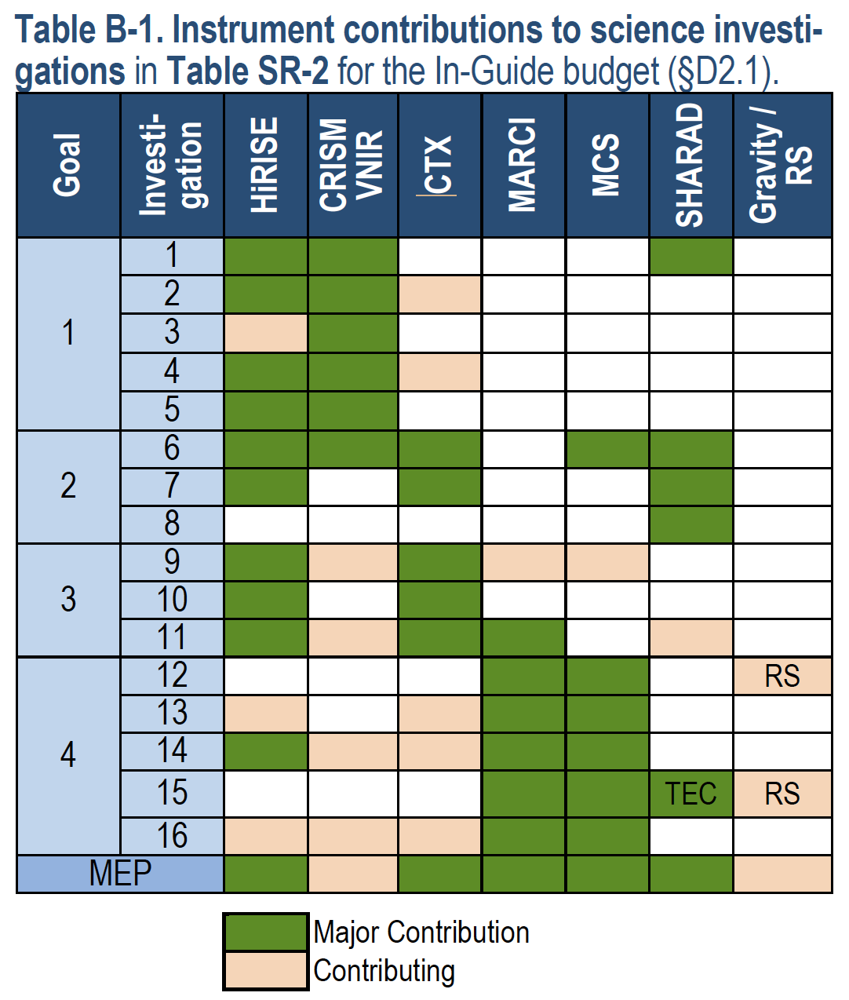 Table B-1. Instrument contributions to science investi-
gations in Table SR-2 for the In-Guide budget (§D2.1).
Goal
Investi-
gation
HiRISE
CRISM
VNIR
CTX
MARCI
MCS
SHARAD
Gravity /
RS
1
1
2
3
4
5
2
6
7
8
3
9
10
11
4
12
RS
13
14
15
TEC
RS
16
MEP
Major Contribution
Contributing